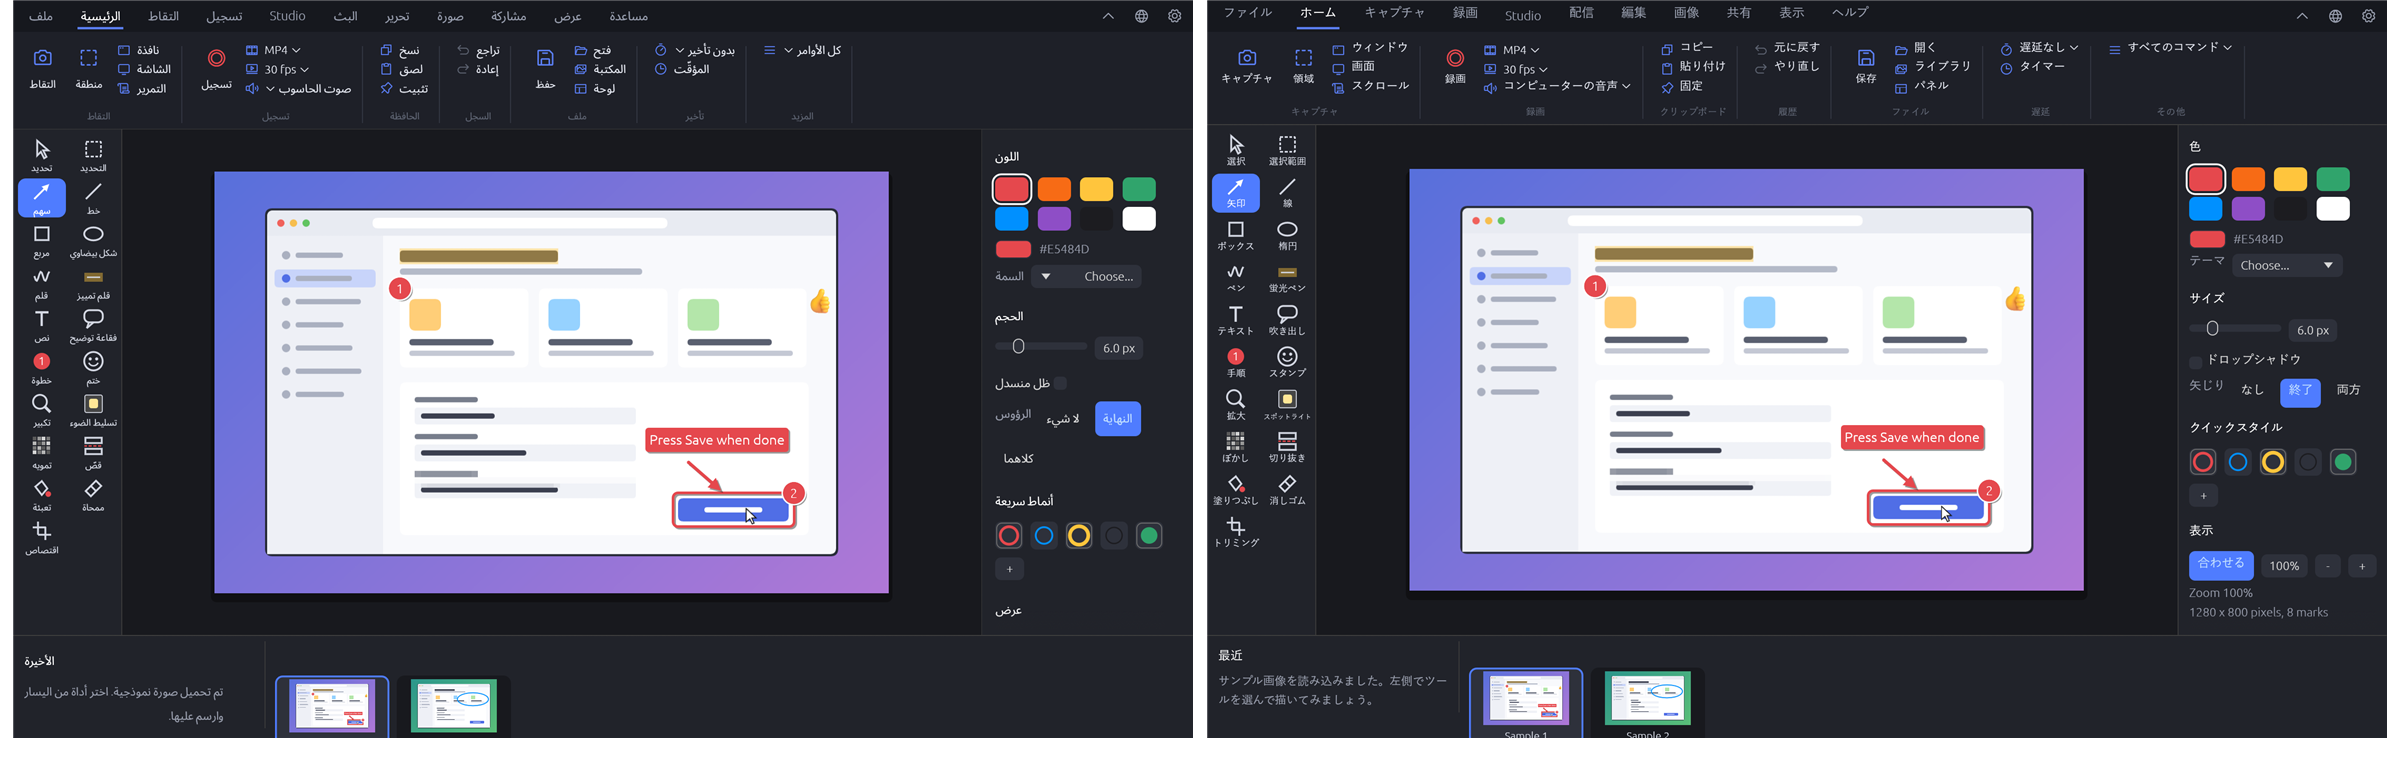 ملف الرئيسية التقاط تسجيل Studio البث تحرير صورة مشاركة عرض مساعدة
التقاط
منطقة
نافذة
الشاشة
التمرير
التقاط
تسجيل
MP4
30 fps
صوت الحاسوب
تسجيل
نسخ
لصق
تثبيت
الحافظة
تراجع
إعادة
السجل
حفظ
فتح
المكتبة
لوحة
ملف
بدون تأخير
المؤقّت
تأخير
كل الأوامر
المزيد
تحديد
التحديد
سهم
خط
مربع
شكل بيضاوي
قلم
قلم تمييز
نص
فقاعة توضيح
1
خطوة
ختم
تكبير
تسليط الضوء
تمويه
قصّ
تعبئة
ممحاة
اقتصاص
1
Press Save when done
2
اللون
#E5484D
السمة
Choose...
الحجم
6.0 px
ظل منسدل
الرؤوس
لا شيء
النهاية
كلاهما
أنماط سريعة
+
عرض
الأخيرة
تم تحميل صورة نموذجية. اختر أداة من اليسار
وارسم عليها.
ファイル ホーム キャプチャ 録画 Studio 配信 編集 画像 共有 表示 ヘルプ
キャプチャ
領域
ウィンドウ
画面
スクロール
キャプチャ
録画
MP4
30 fps
コンピューターの音声
録画
コピー
貼り付け
固定
クリップボード
元に戻す
やり直し
履歴
保存
開く
ライブラリ
パネル
ファイル
遅延なし
タイマー
遅延
すべてのコマンド
その他
選択
選択範囲
矢印
線
ボックス
楕円
ペン
蛍光ペン
テキスト
吹き出し
1
手順
スタンプ
拡大
スポットライト
ぼかし
切り抜き
塗りつぶし
消しゴム
トリミング
1
Press Save when done
2
色
#E5484D
テーマ
Choose...
サイズ
6.0 px
ドロップシャドウ
矢じり
なし
終了
両方
クイックスタイル
+
表示
合わせる
100%
-
+
Zoom 100%
1280 x 800 pixels, 8 marks
最近
サンプル画像を読み込みました。左側でツー
ルを選んで描いてみましょう。
Sample 1
Sample 2